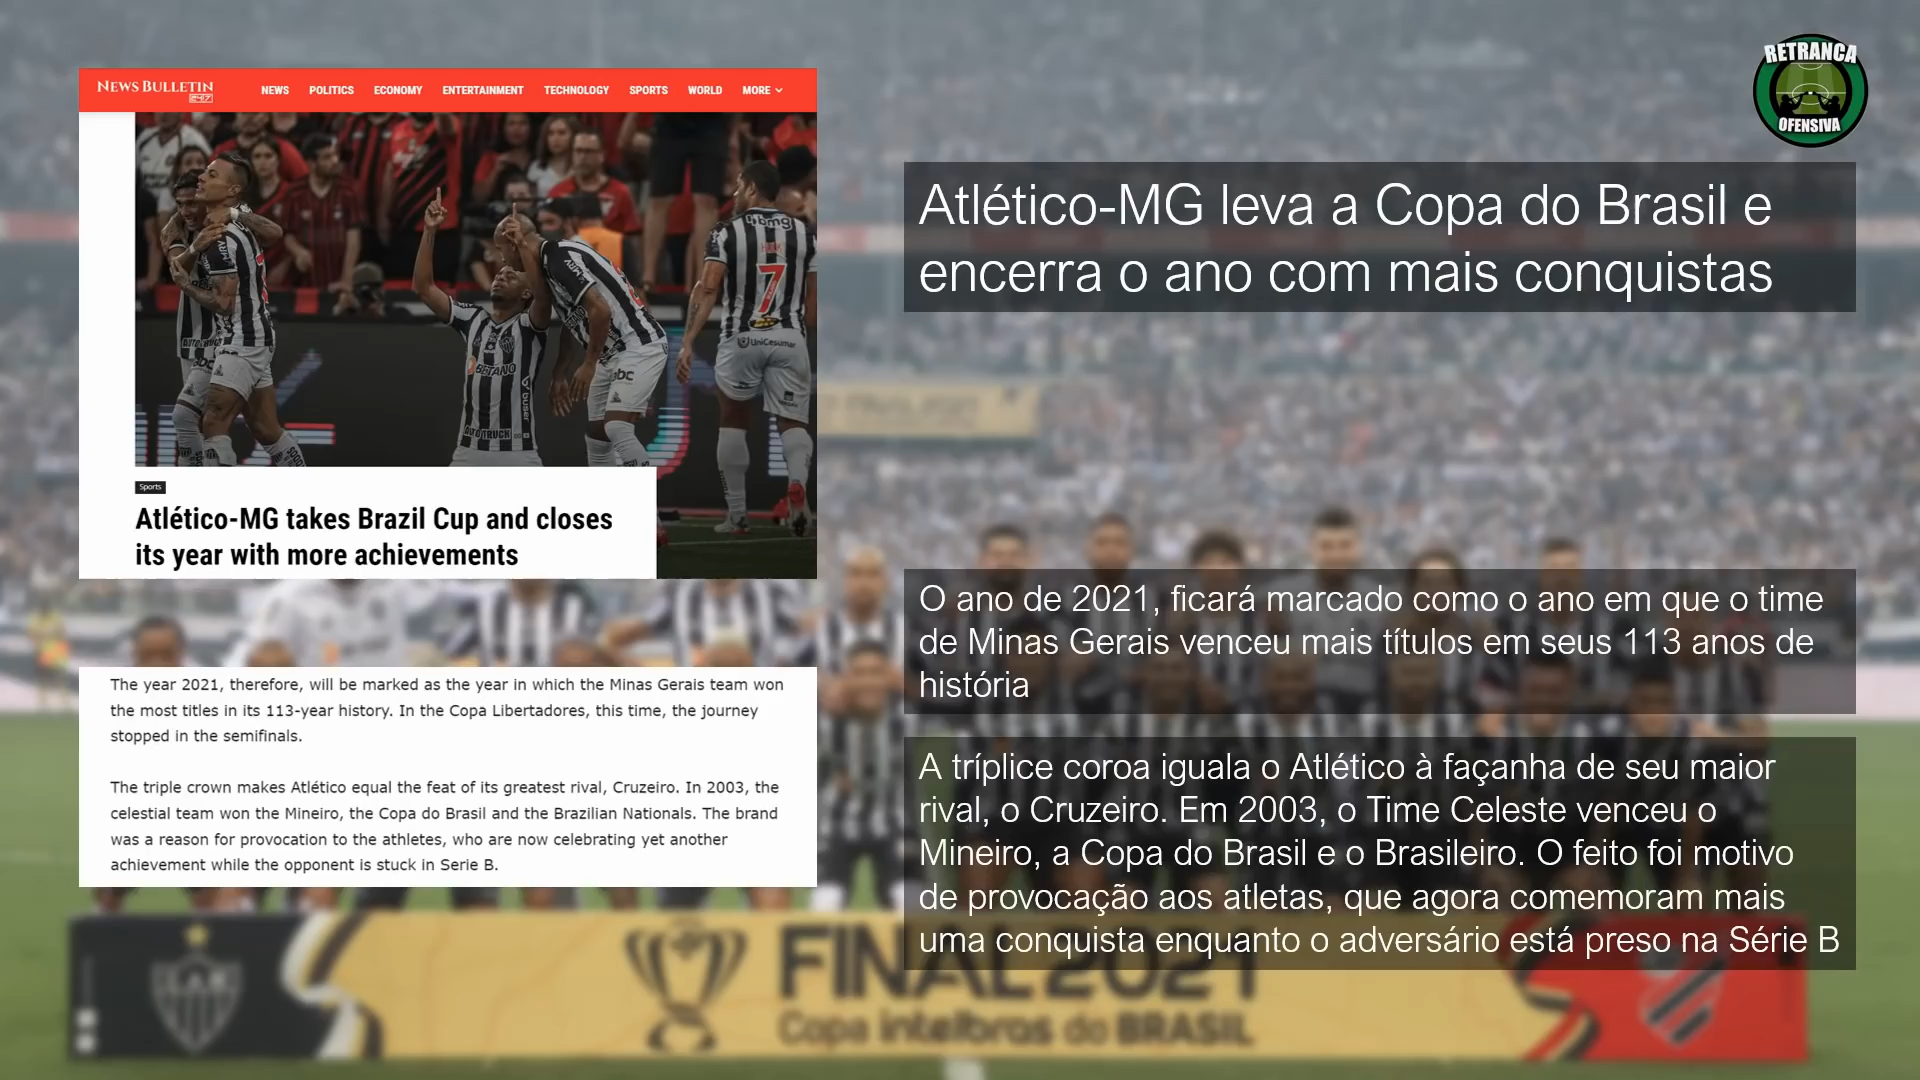 RETRANCA
OFENSIVA
NEWS BULLETIN
24|7
NEWS POLITICS ECONOMY ENTERTAINMENT TECHNOLOGY SPORTS WORLD MORE
bmg
HULK
7
UniCesumar
BETANO
buser
AUTOTRUCK
abc
Sports
Atlético-MG takes Brazil Cup and closes
its year with more achievements
The year 2021, therefore, will be marked as the year in which the Minas Gerais team won
the most titles in its 113-year history. In the Copa Libertadores, this time, the journey
stopped in the semifinals.
The triple crown makes Atlético equal the feat of its greatest rival, Cruzeiro. In 2003, the
celestial team won the Mineiro, the Copa do Brasil and the Brazilian Nationals. The brand
was a reason for provocation to the athletes, who are now celebrating yet another
achievement while the opponent is stuck in Serie B.
Atlético-MG leva a Copa do Brasil e
encerra o ano com mais conquistas
O ano de 2021, ficará marcado como o ano em que o time
de Minas Gerais venceu mais títulos em seus 113 anos de
história
A tríplice coroa iguala o Atlético à façanha de seu maior
rival, o Cruzeiro. Em 2003, o Time Celeste venceu o
Mineiro, a Copa do Brasil e o Brasileiro. O feito foi motivo
de provocação aos atletas, que agora comemoram mais
uma conquista enquanto o adversário está preso na Série B
FINAL 2021
Copa intelbras do BRASIL